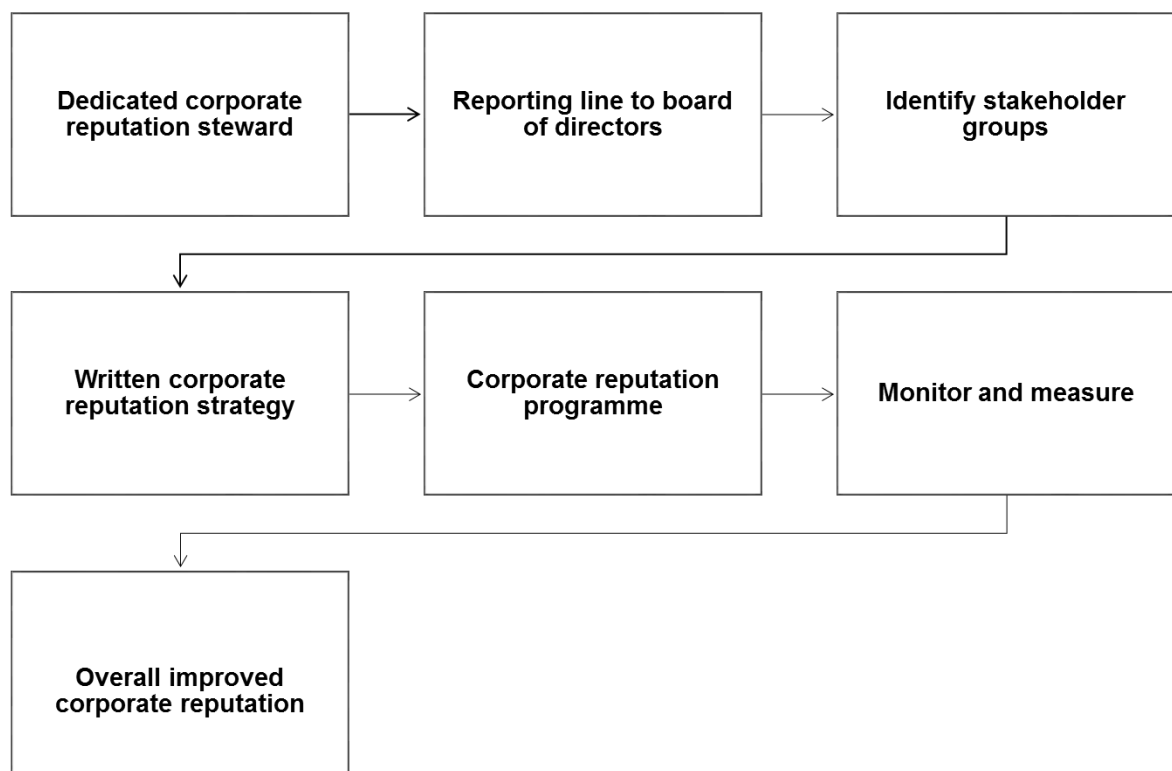 Dedicated corporate
reputation steward
Reporting line to board
of directors
Identify stakeholder
groups
Written corporate
reputation strategy
Corporate reputation
programme
Monitor and measure
Overall improved
corporate reputation